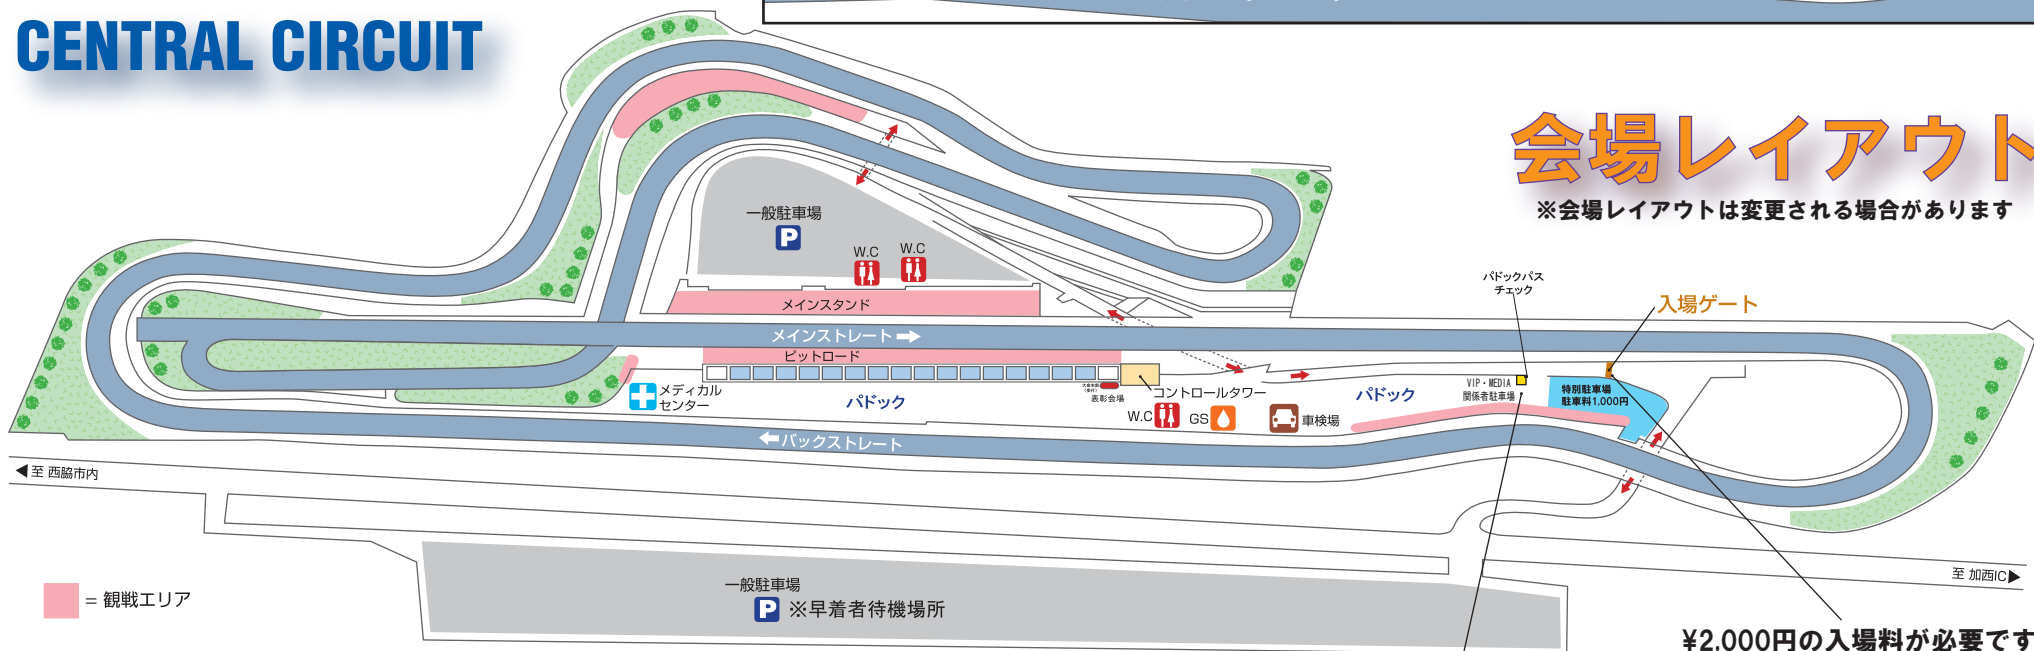 CENTRAL CIRCUIT
会場レイアウト
※会場レイアウトは変更される場合があります
一般駐車場
P
W.C
W.C
メインスタンド
メインストレート
ピットロード
パドックパス
チェック
入場ゲート
メディカル
センター
パドック
表彰会場
コントロールタワー
W.C
GS
車検場
パドック
VIP・MEDIA
関係者駐車場
特別駐車場
駐車料1.000円
バックストレート
至 西脇市内
至 加西IC
一般駐車場
P ※早着者待機場所
= 観戦エリア
¥2.000円の入場料が必要です